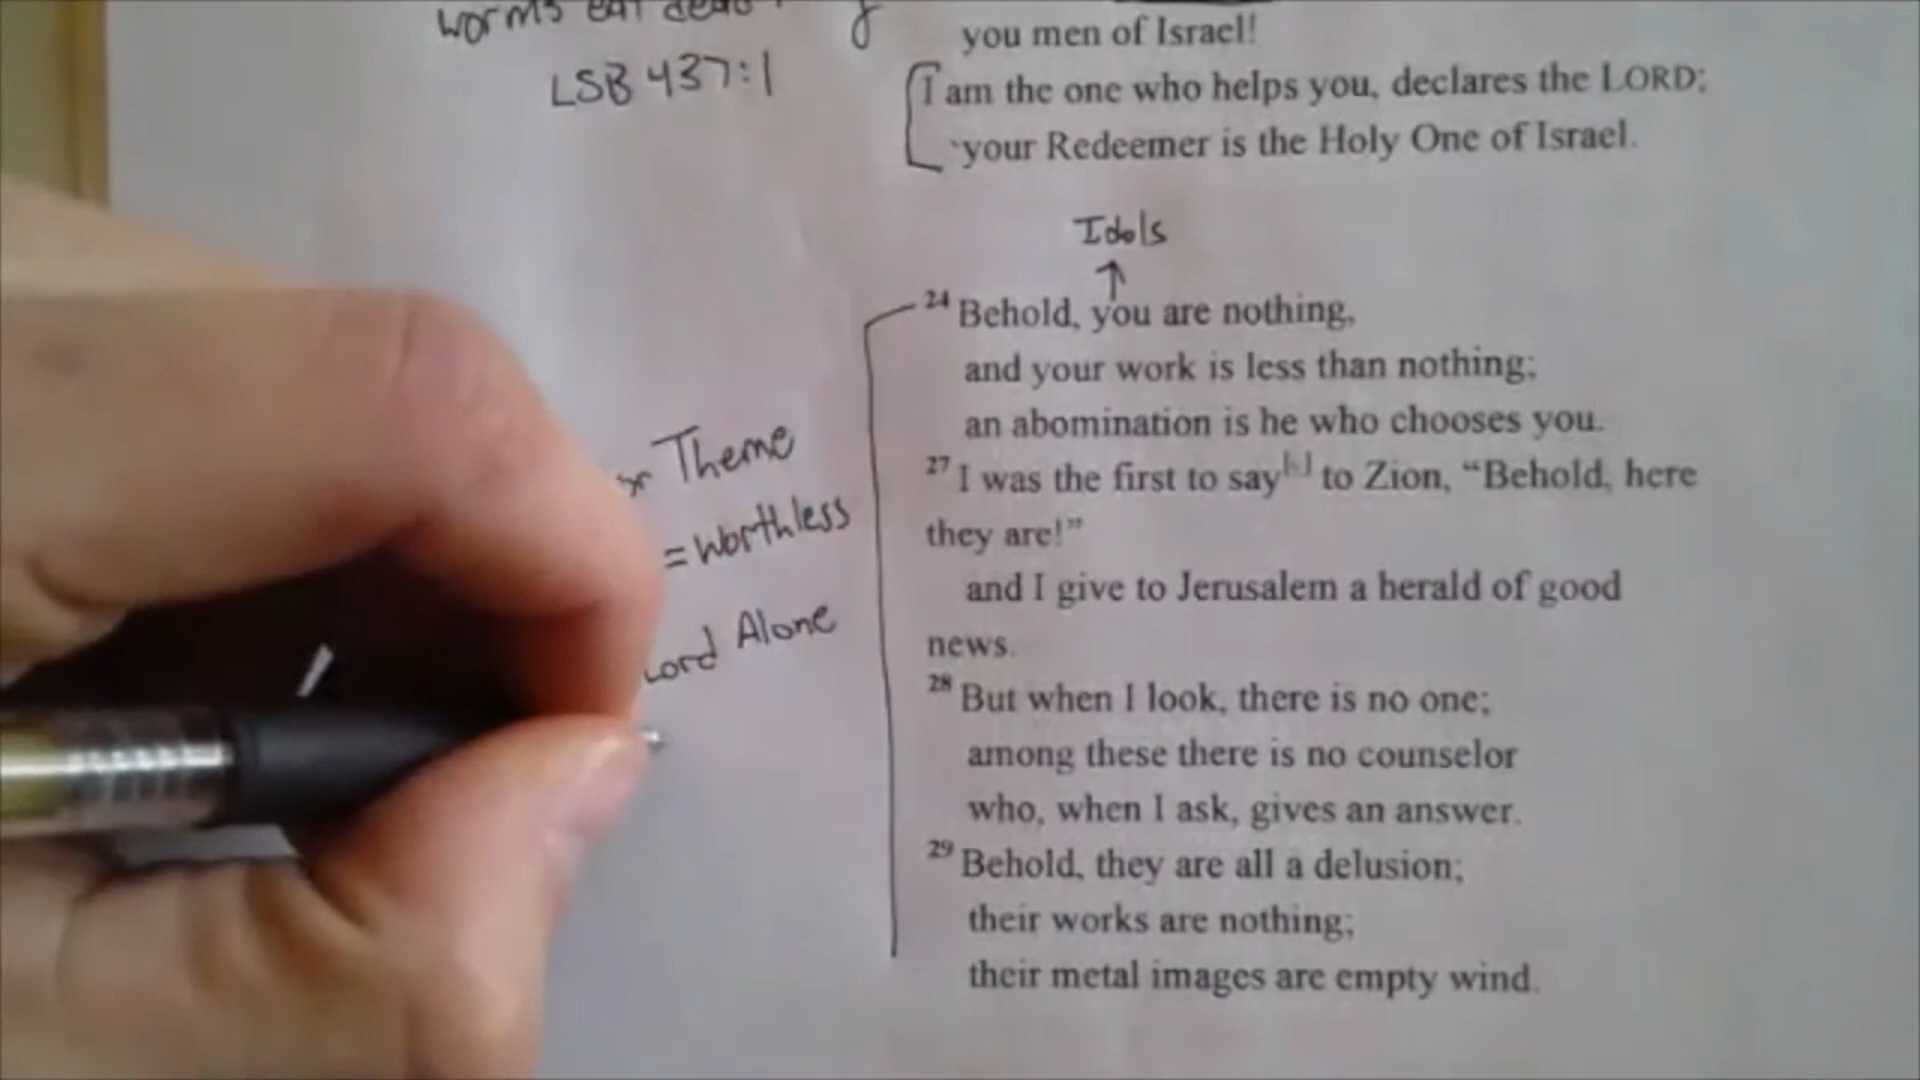 worms eat dead
LSB 437:1
you men of Israel!
I am the one who helps you, declares the LORD;
your Redeemer is the Holy One of Israel.
Idols
↑
24 Behold, you are nothing,
and your work is less than nothing;
an abomination is he who chooses you.
27 I was the first to say to Zion, “Behold, here
they are!”
and I give to Jerusalem a herald of good
news.
28 But when I look, there is no one;
among these there is no counselor
who, when I ask, gives an answer.
29 Behold, they are all a delusion;
their works are nothing;
their metal images are empty wind.
Theme
= Worthless
Lord Alone